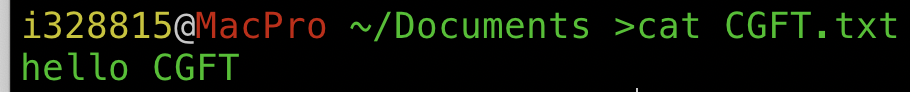 i328815@MacPro ~/Documents >cat CGFT.txt
hello CGFT